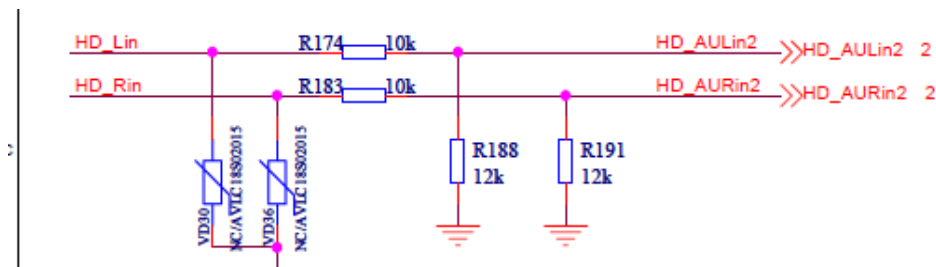 HD_Lin R174 10k HD_AULin2 HD_AULin2 2
HD_Rin R183 10k HD_AURin2 HD_AURin2 2
VD30
NC/AVLC18S02015
VD36
NC/AVLC18S02015
R188
12k
R191
12k